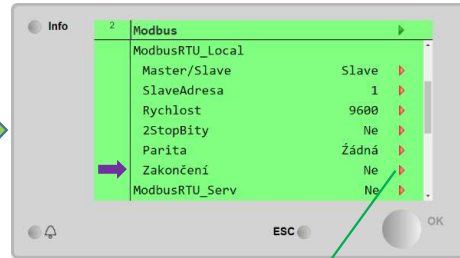 Info
2 Modbus
ModbusRTU_Local
Master/Slave Slave
SlaveAdresa 1
Rychlost 9600
2StopBity Ne
Parita Źádná
Zakončení Ne
ModbusRTU_Serv Ne
ESC
OK